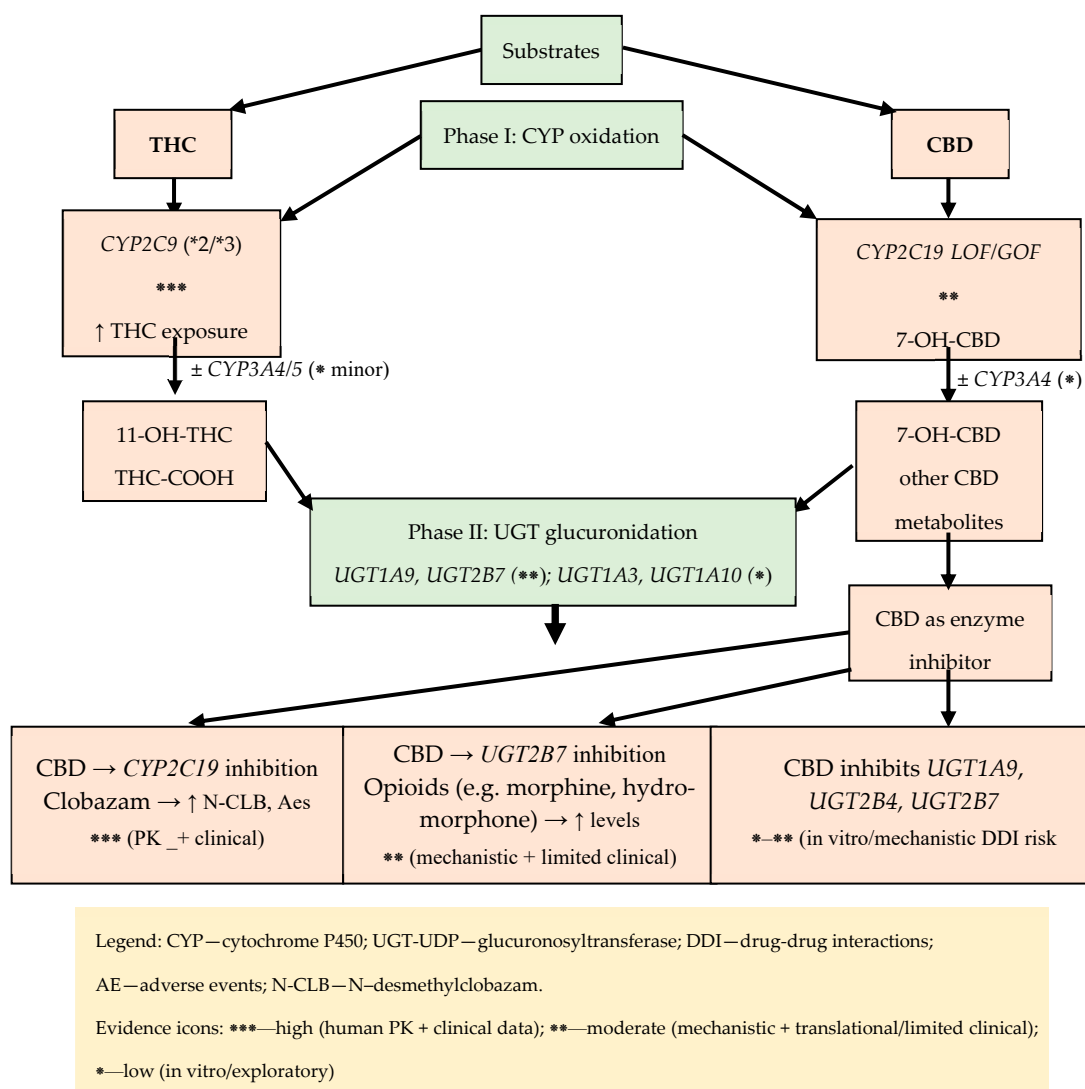 Substrates
THC
Phase I: CYP oxidation
CBD
CYP2C9 (*2/*3)
***
↑ THC exposure
CYP2C19 LOF/GOF
**
7-OH-CBD
± CYP3A4/5 (* minor)
± CYP3A4 (*)
11-OH-THC
THC-COOH
7-OH-CBD
other CBD
metabolites
Phase II: UGT glucuronidation
UGT1A9, UGT2B7 (**); UGT1A3, UGT1A10 (*)
CBD as enzyme
inhibitor
CBD → CYP2C19 inhibition
Clobazam → ↑ N-CLB, Aes
*** (PK _+ clinical)
CBD → UGT2B7 inhibition
Opioids (e.g. morphine, hydro-
morphone) → ↑ levels
** (mechanistic + limited clinical)
CBD inhibits UGT1A9,
UGT2B4, UGT2B7
*–** (in vitro/mechanistic DDI risk
Legend: CYP—cytochrome P450; UGT-UDP—glucuronosyltransferase; DDI—drug-drug interactions;
AE—adverse events; N-CLB—N–desmethylclobazam.
Evidence icons: ***—high (human PK + clinical data); **—moderate (mechanistic + translational/limited clinical);
*—low (in vitro/exploratory)